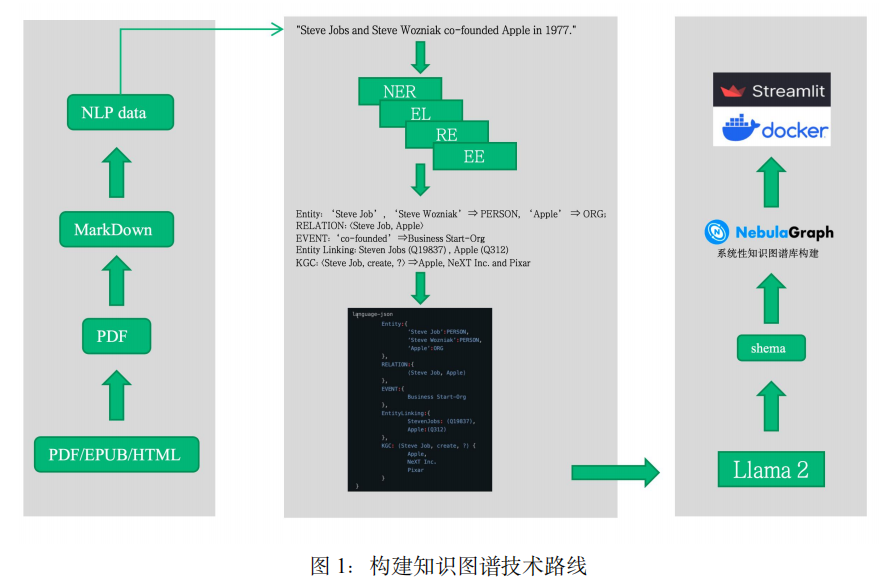 NLP data
MarkDown
PDF
PDF/EPUB/HTML
"Steve Jobs and Steve Wozniak co-founded Apple in 1977."
NER
EL
RE
EE
Entity: ‘Steve Job’, ‘Steve Wozniak’⇒ PERSON, ‘Apple’ ⇒ ORG;
RELATION: ⟨Steve Job, Apple⟩
EVENT: ‘co-founded’⇒Business Start-Org
Entity Linking: Steven Jobs (Q19837) , Apple (Q312)
KGC: ⟨Steve Job, create, ?⟩ ⇒Apple, NeXT Inc. and Pixar
language-json
Entity:{
'Steve Job':PERSON,
'Steve Wozniak':PERSON,
'Apple':ORG
},
RELATION:{
(Steve Job, Apple)
},
EVENT:{
Business Start-Org
},
EntityLinking:{
StevenJobs: (Q19837),
Apple:(Q312)
},
KGC: (Steve Job, create, ?) {
Apple,
NeXT Inc.
Pixar
}
}
Streamlit
docker
NebulaGraph
系统性知识图谱库构建
shema
Llama 2
图 1：构建知识图谱技术路线